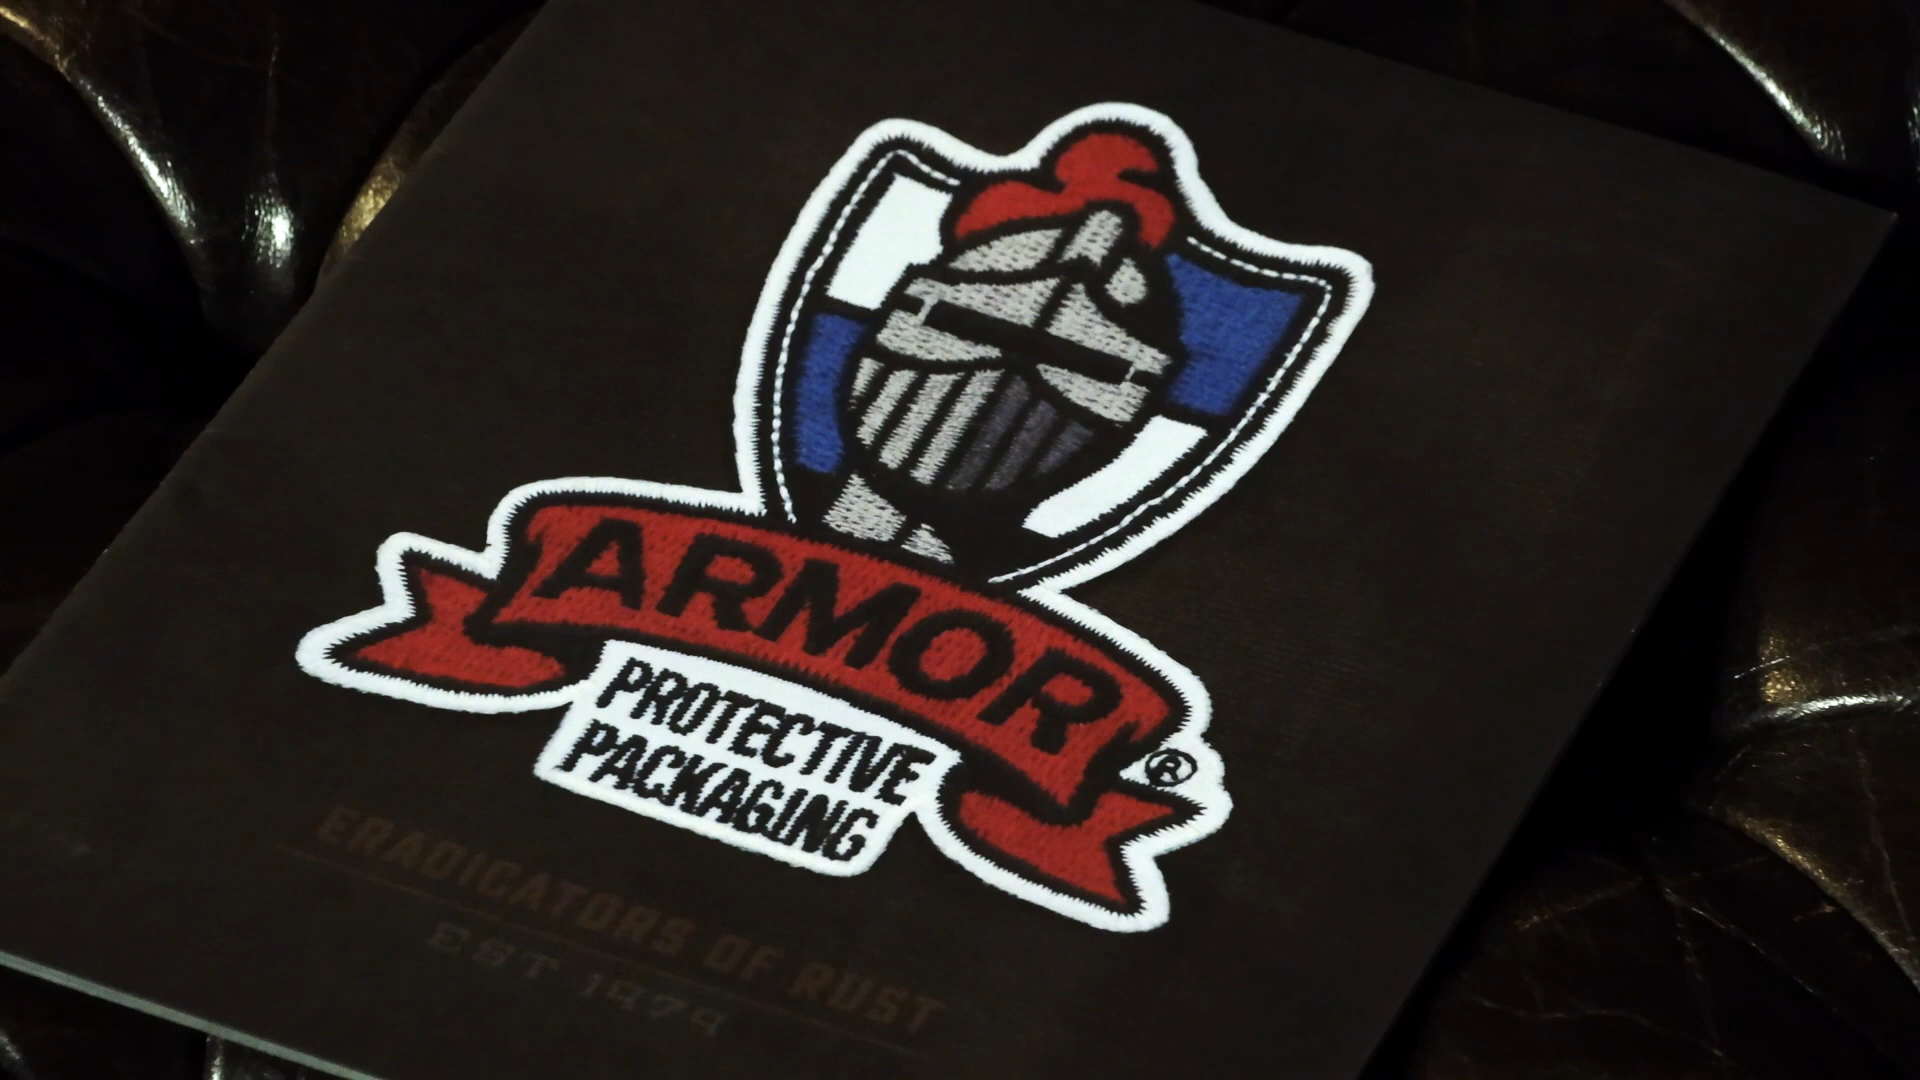 ARMOR
PROTECTIVE
PACKAGING
®
ERADICATORS OF RUST
EST 1979